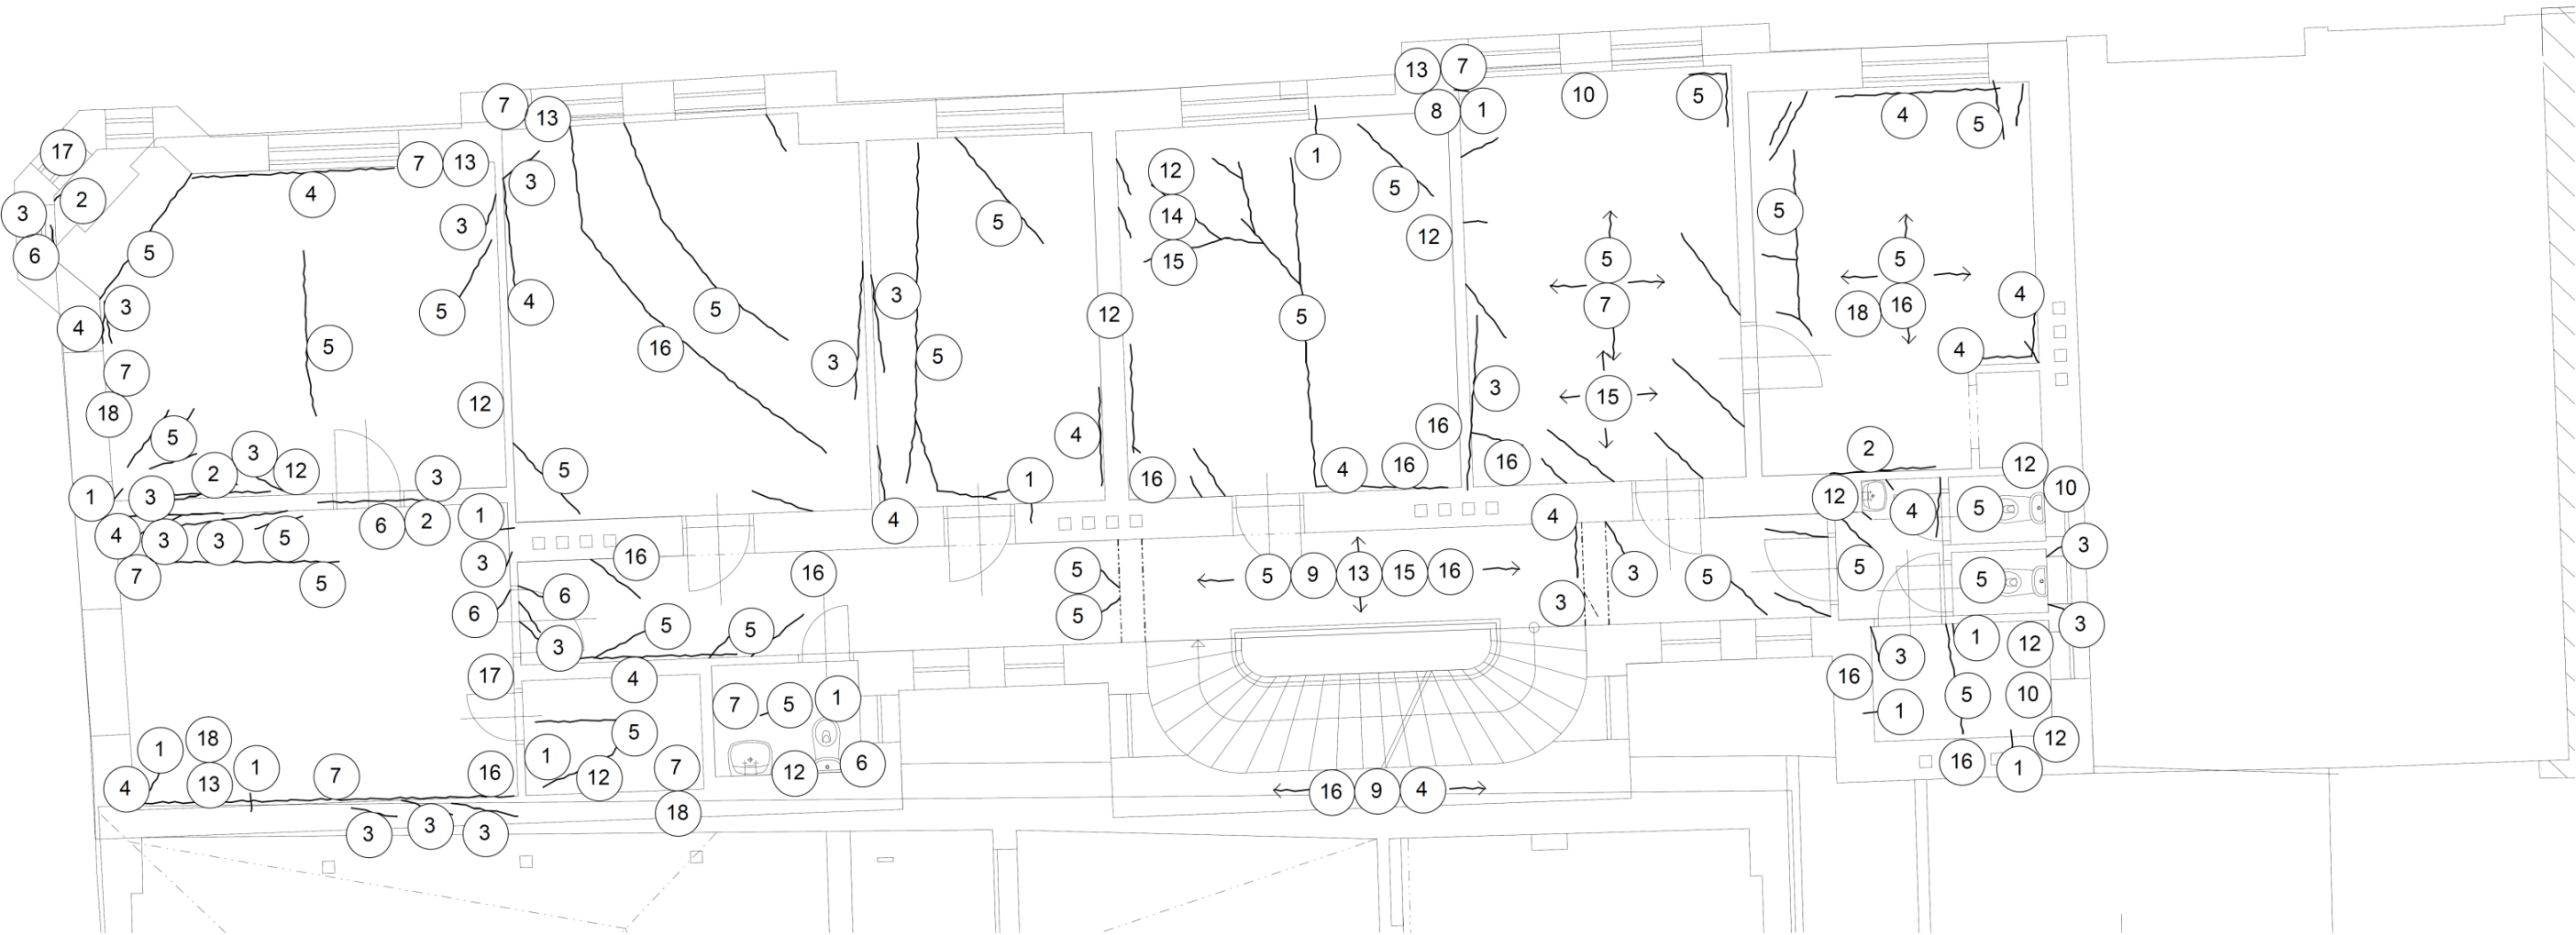 13 7
7 13 8 1 10 5 4 5
17 7 13 12 1
2 4 3 14 5 5
3 3 5 12
6 5 15 5 5
4 3 5 4 5 16 3 12 5 7 18 16 4
7 5 3 5 4
18 12 3 15
5 4 16
3 2 12 3 5 1 16 4 16 16 2 12
1 3 1 4 4 12 10
4 3 3 5 6 2 4 5
7 5 3 16 16 5 5 9 13 15 16 3 5 5 5 3
6 6 5 3
3 5 5 1 12 3
17 4 16 3
7 5 1 1 5 10
1 18 5 12
1 7 16 1 12 7 12 6 16 1
4 13 18 16 9 4
3 3 3